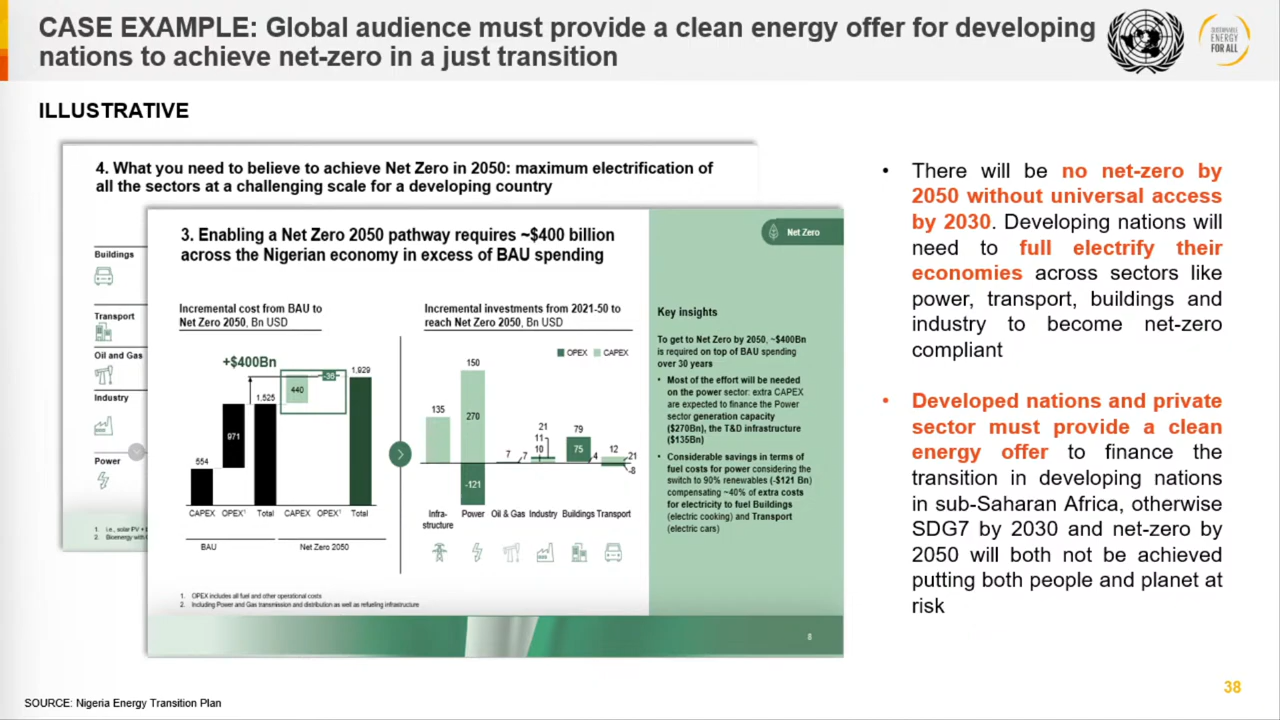 CASE EXAMPLE: Global audience must provide a clean energy offer for developing
nations to achieve net-zero in a just transition
SUSTAINABLE
ENERGY
FOR ALL
ILLUSTRATIVE
4. What you need to believe to achieve Net Zero in 2050: maximum electrification of
all the sectors at a challenging scale for a developing country
Buildings
Transport
Oil and Gas
Industry
Power
1. i.e., solar PV +
2. Bioenergy with
3. Enabling a Net Zero 2050 pathway requires ~$400 billion
across the Nigerian economy in excess of BAU spending
Net Zero
Incremental cost from BAU to
Net Zero 2050, Bn USD
+$400Bn
554
971
1,525
440
-36
1,929
CAPEX OPEX¹ Total CAPEX OPEX¹ Total
BAU Net Zero 2050
Incremental investments from 2021-50 to
reach Net Zero 2050, Bn USD
OPEX CAPEX
135
150
270
-121
7 7
21
11
10
79
75
4
12
21
-8
Infra-
structure
Power Oil & Gas Industry Buildings Transport
1. OPEX includes all fuel and other operational costs
2. Including Power and Gas transmission and distribution as well as refueling infrastructure
Key insights
To get to Net Zero by 2050, ~$400Bn
is required on top of BAU spending
over 30 years
• Most of the effort will be needed
on the power sector: extra CAPEX
are expected to finance the Power
sector generation capacity
($270Bn), the T&D infrastructure
($135Bn)
• Considerable savings in terms of
fuel costs for power considering the
switch to 90% renewables (-$121 Bn)
compensating ~40% of extra costs
for electricity to fuel Buildings
(electric cooking) and Transport
(electric cars)
8
• There will be no net-zero by
2050 without universal access
by 2030. Developing nations will
need to full electrify their
economies across sectors like
power, transport, buildings and
industry to become net-zero
compliant
• Developed nations and private
sector must provide a clean
energy offer to finance the
transition in developing nations
in sub-Saharan Africa, otherwise
SDG7 by 2030 and net-zero by
2050 will both not be achieved
putting both people and planet at
risk
38
SOURCE: Nigeria Energy Transition Plan